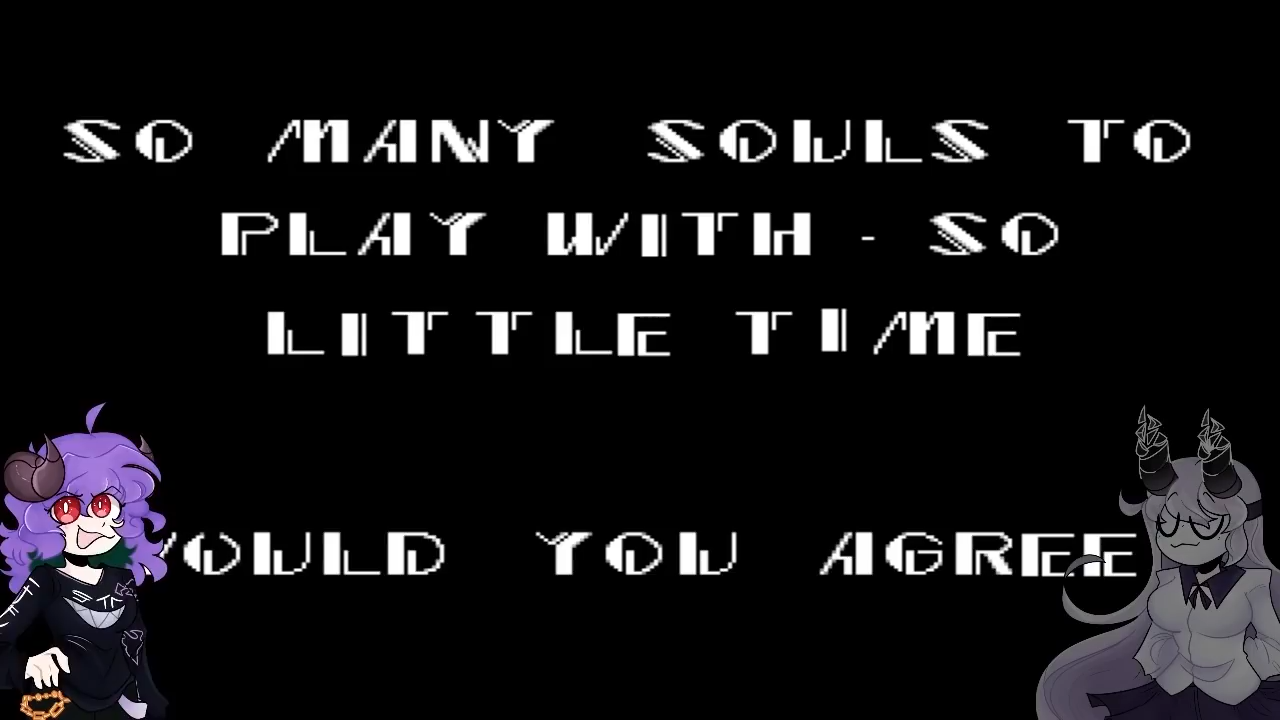 SO MANY SOULS TO
PLAY WITH - SO
LITTLE TIME
WOULD YOU AGREE